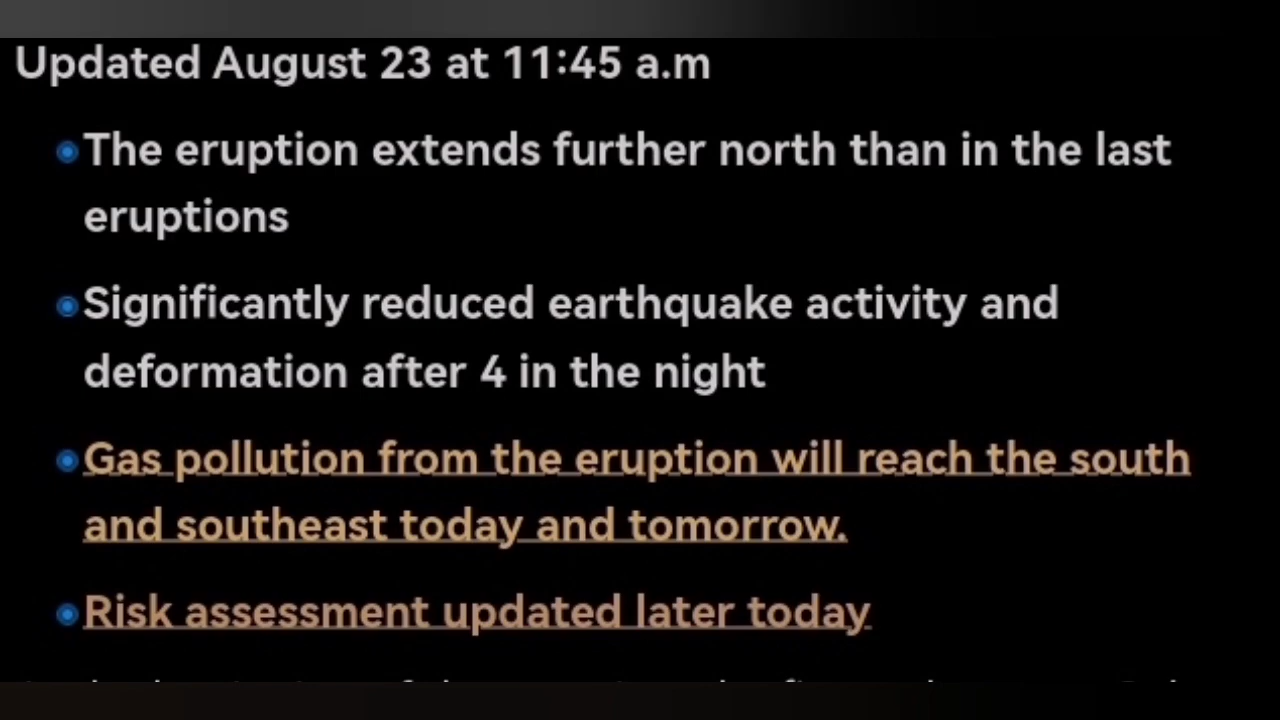 Updated August 23 at 11:45 a.m
The eruption extends further north than in the last
eruptions
Significantly reduced earthquake activity and
deformation after 4 in the night
Gas pollution from the eruption will reach the south
and southeast today and tomorrow.
Risk assessment updated later today